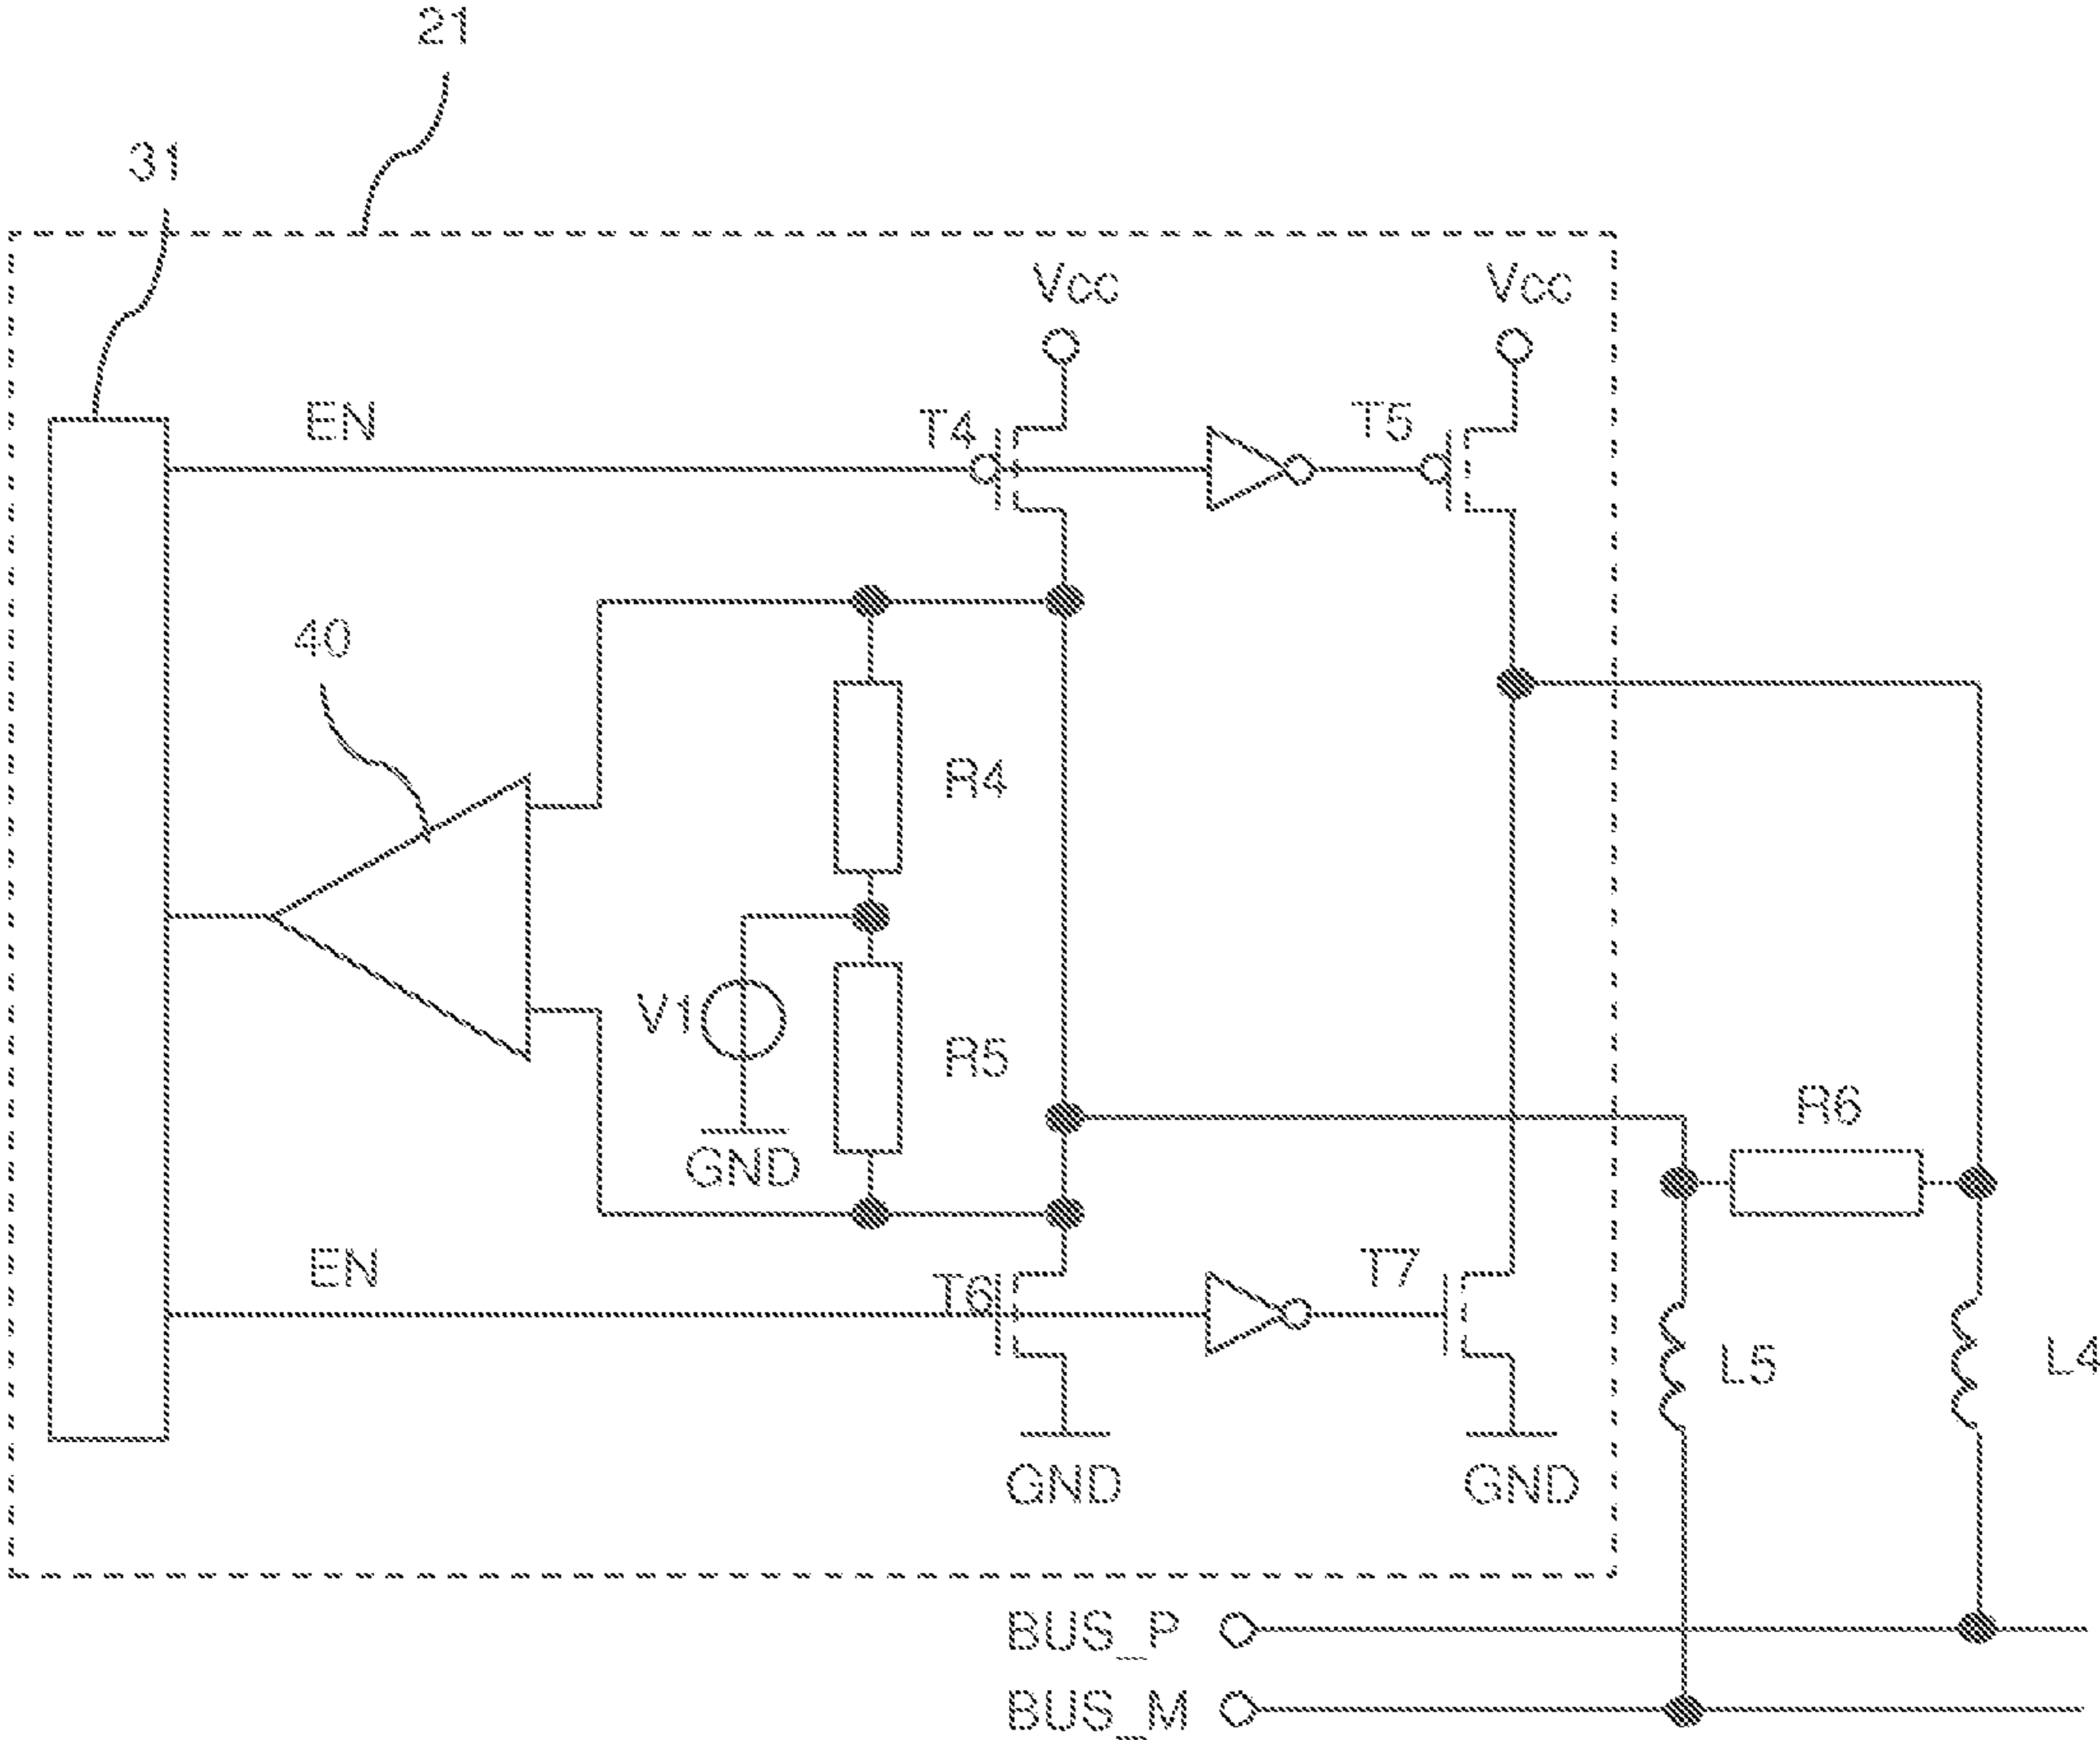 21
31
Vcc
Vcc
EN
T4
T5
40
R4
V1
R5
GND
R6
EN
T6
T7
L5
L4
GND
GND
BUS_P
BUS_M